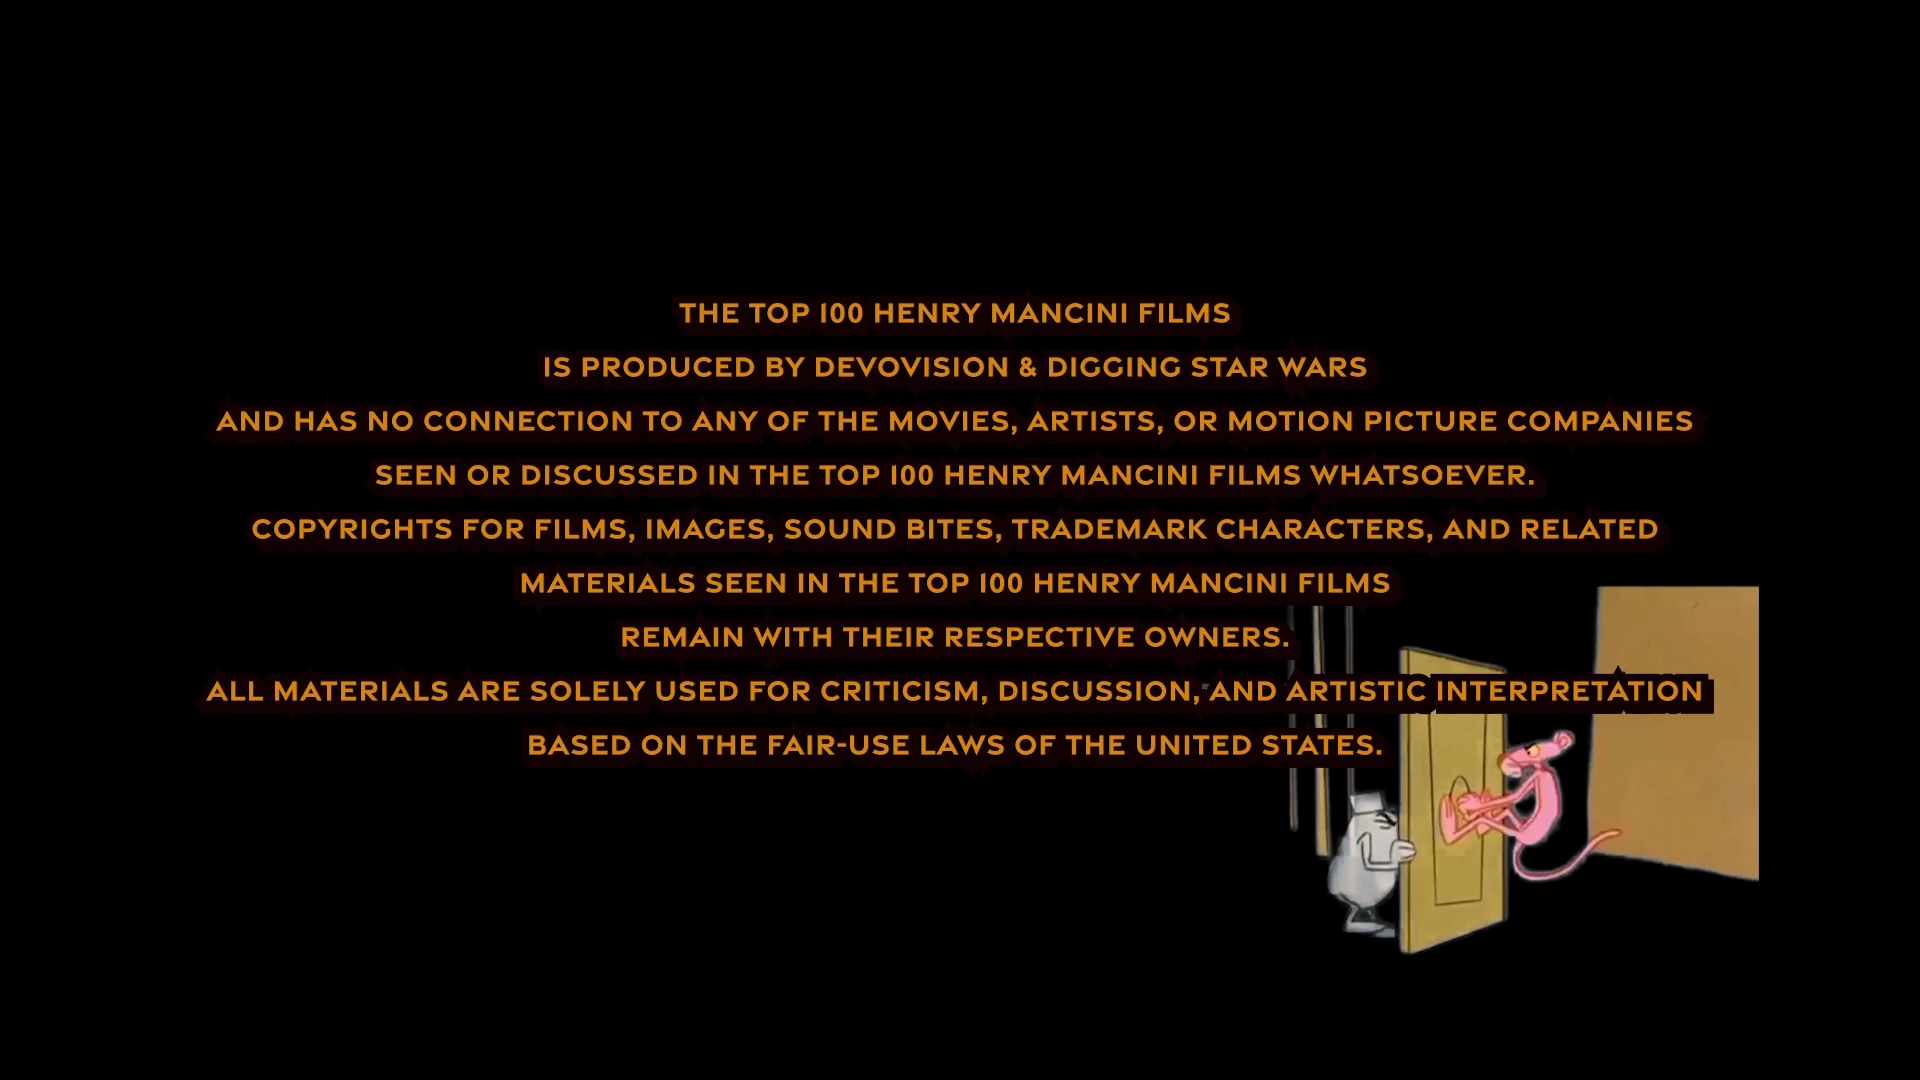 THE TOP 100 HENRY MANCINI FILMS
IS PRODUCED BY DEVOVISION & DIGGING STAR WARS
AND HAS NO CONNECTION TO ANY OF THE MOVIES, ARTISTS, OR MOTION PICTURE COMPANIES
SEEN OR DISCUSSED IN THE TOP 100 HENRY MANCINI FILMS WHATSOEVER.
COPYRIGHTS FOR FILMS, IMAGES, SOUND BITES, TRADEMARK CHARACTERS, AND RELATED
MATERIALS SEEN IN THE TOP 100 HENRY MANCINI FILMS
REMAIN WITH THEIR RESPECTIVE OWNERS.
ALL MATERIALS ARE SOLELY USED FOR CRITICISM, DISCUSSION, AND ARTISTIC INTERPRETATION
BASED ON THE FAIR-USE LAWS OF THE UNITED STATES.